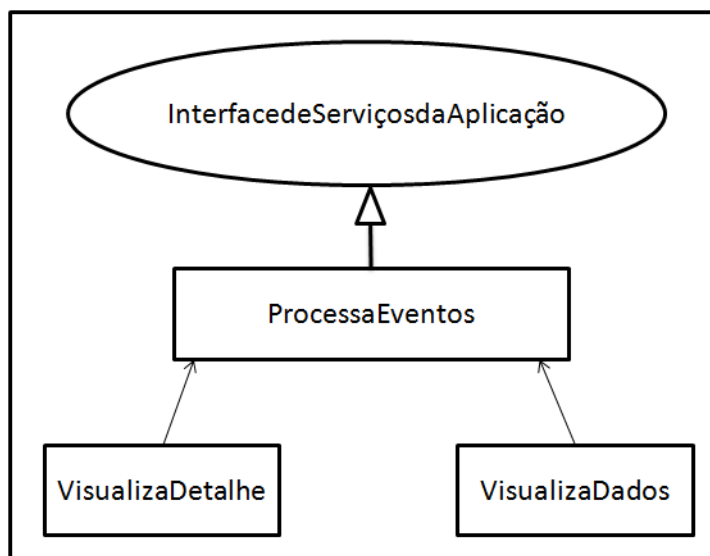 InterfacedeServiçosdaAplicação
ProcessaEventos
VisualizaDetalhe
VisualizaDados